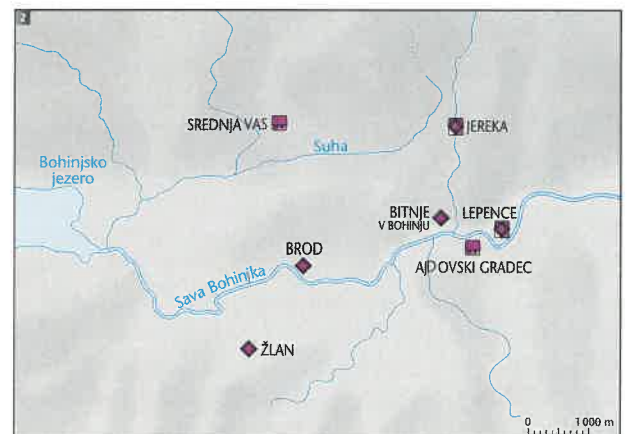 2
SREDNJA VAS
Suha
JEREKA
Bohinjsko
jezero
BITNJE
V BOHINJU
LEPENCE
BROD
AJDOVSKI GRADEC
Sava Bohinjka
ŽLAN
0 1000 m